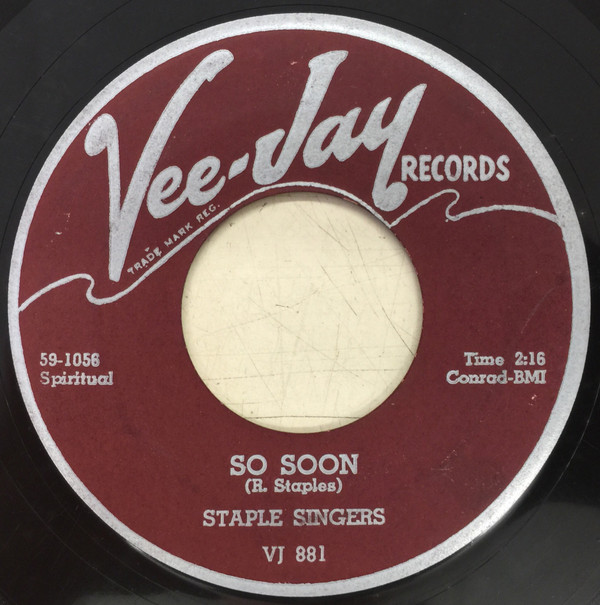 Vee-Jay
RECORDS
TRADE MARK REG.
59-1056
Spiritual
Time 2:16
Conrad-BMI
SO SOON
(R. Staples)
STAPLE SINGERS
VJ 881